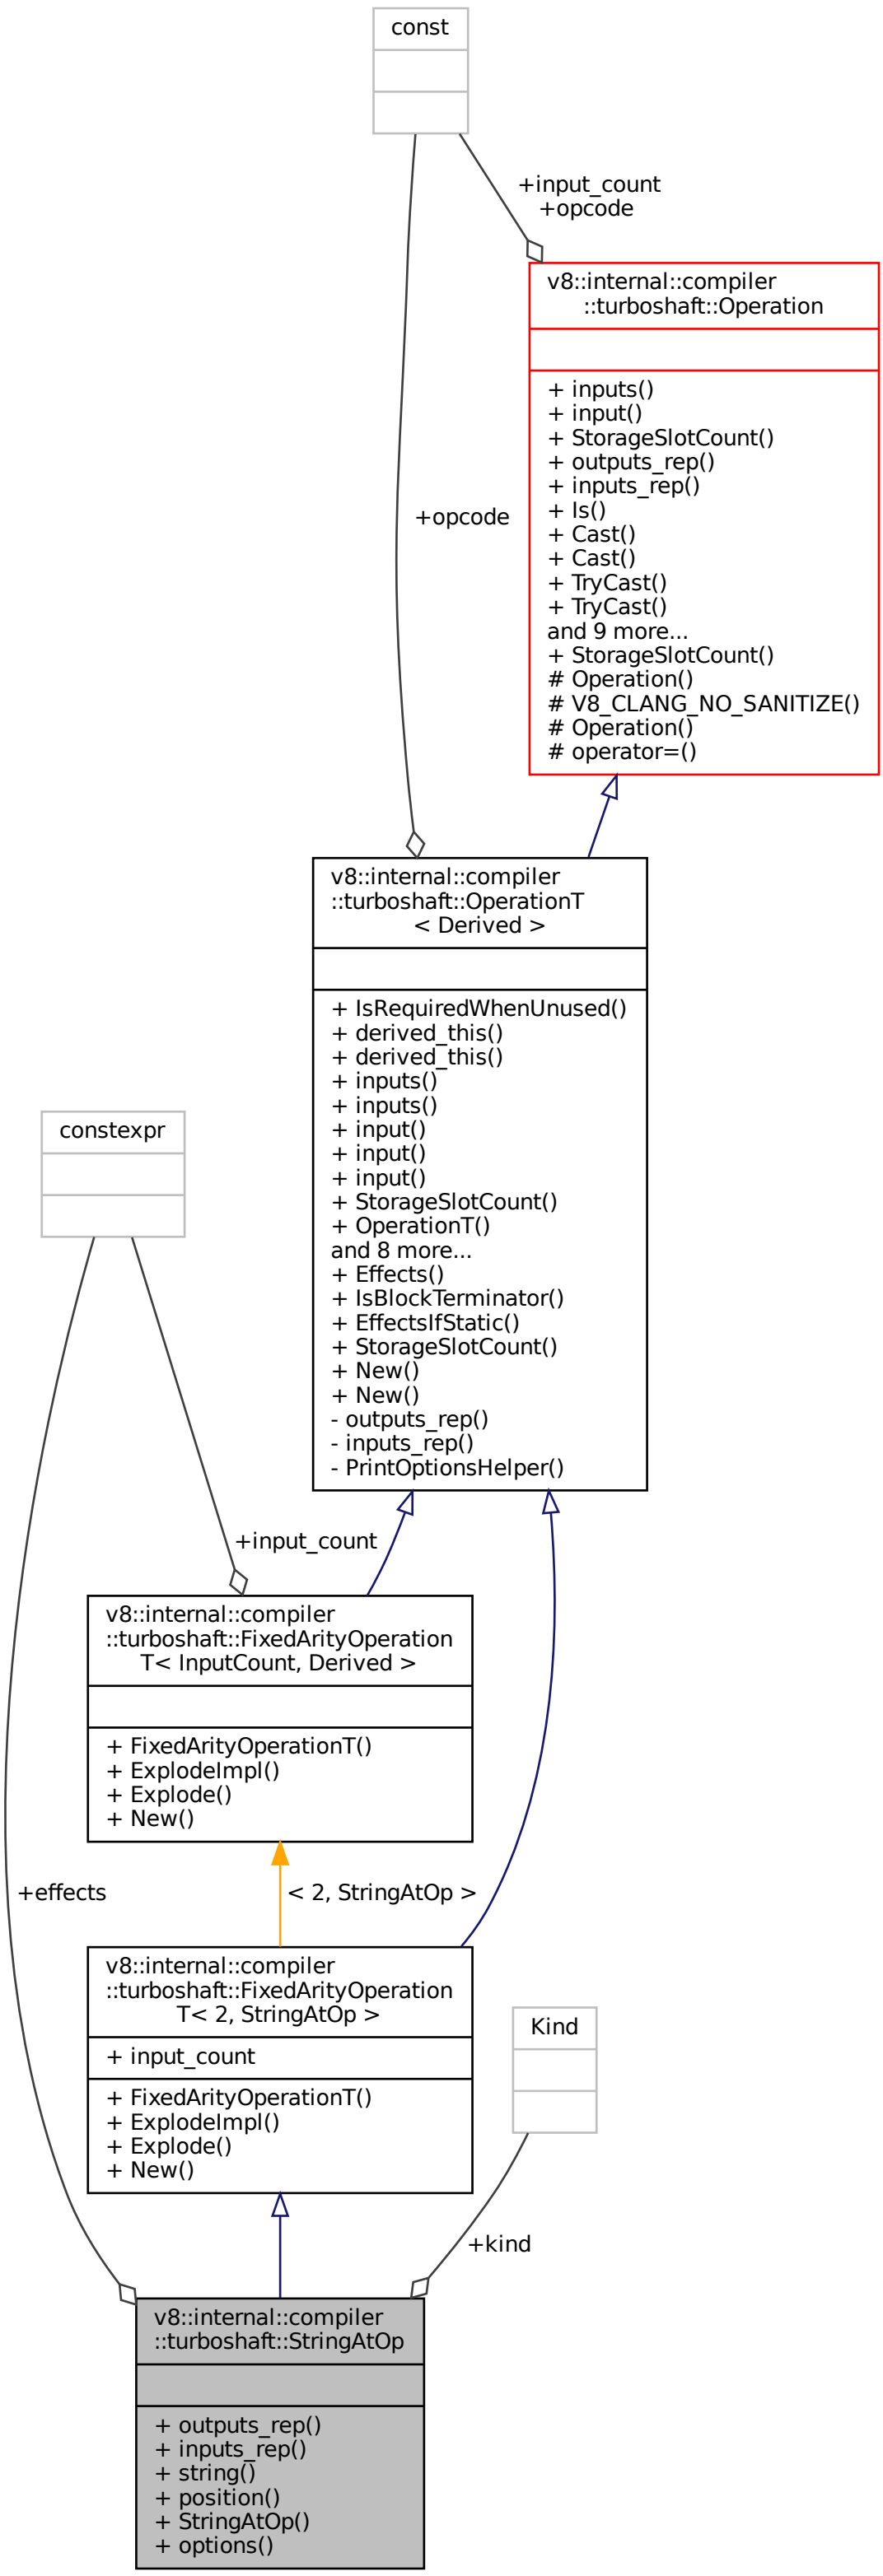 const
+input_count
+opcode
v8::internal::compiler
::turboshaft::Operation
+ inputs()
+ input()
+ StorageSlotCount()
+ outputs_rep()
+ inputs_rep()
+ Is()
+ Cast()
+ Cast()
+ TryCast()
+ TryCast()
and 9 more...
+ StorageSlotCount()
# Operation()
# V8_CLANG_NO_SANITIZE()
# Operation()
# operator=()
+opcode
v8::internal::compiler
::turboshaft::OperationT
< Derived >
+ IsRequiredWhenUnused()
+ derived_this()
+ derived_this()
+ inputs()
+ inputs()
+ input()
+ input()
+ input()
+ StorageSlotCount()
+ OperationT()
and 8 more...
+ Effects()
+ IsBlockTerminator()
+ EffectsIfStatic()
+ StorageSlotCount()
+ New()
+ New()
- outputs_rep()
- inputs_rep()
- PrintOptionsHelper()
constexpr
+input_count
v8::internal::compiler
::turboshaft::FixedArityOperation
T< InputCount, Derived >
+ FixedArityOperationT()
+ ExplodeImpl()
+ Explode()
+ New()
+effects
< 2, StringAtOp >
v8::internal::compiler
::turboshaft::FixedArityOperation
T< 2, StringAtOp >
+ input_count
+ FixedArityOperationT()
+ ExplodeImpl()
+ Explode()
+ New()
Kind
+kind
v8::internal::compiler
::turboshaft::StringAtOp
+ outputs_rep()
+ inputs_rep()
+ string()
+ position()
+ StringAtOp()
+ options()